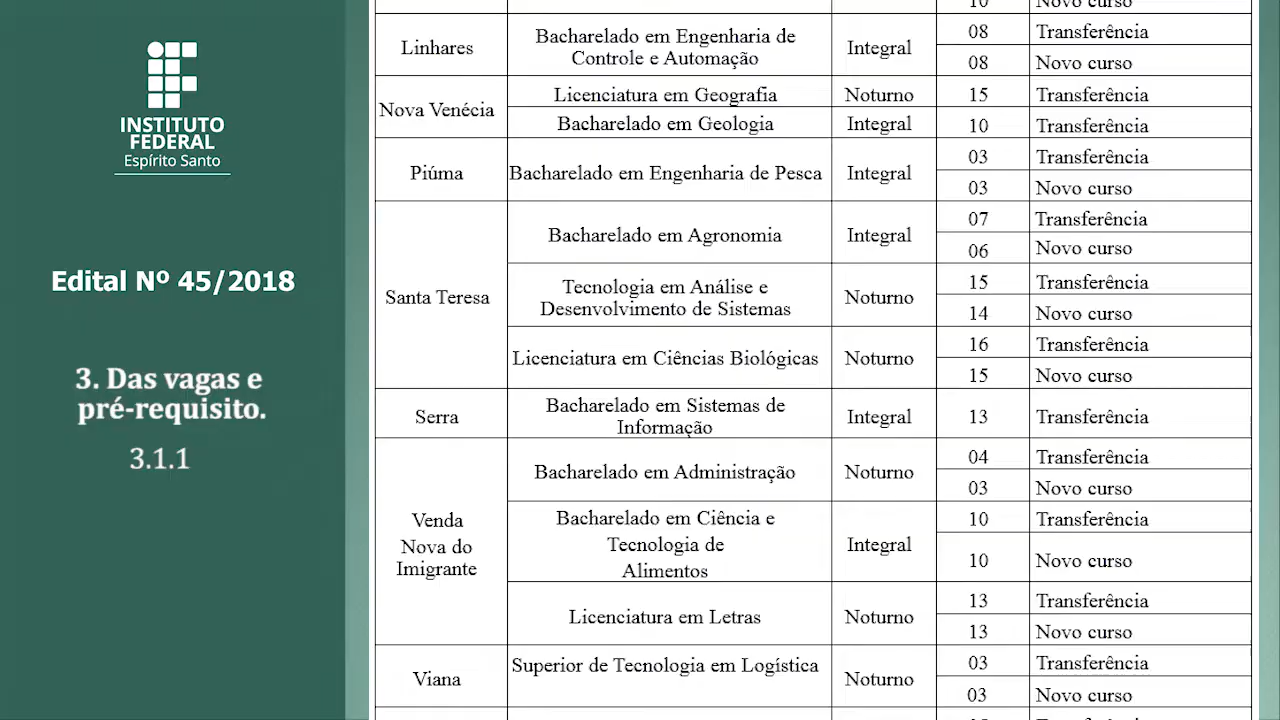 INSTITUTO
FEDERAL
Espírito Santo
Edital Nº 45/2018
3. Das vagas e
pré-requisito.
3.1.1
10 Novo curso
Linhares
Bacharelado em Engenharia de
Controle e Automação
Integral
08 Transferência
08 Novo curso
Nova Venécia
Licenciatura em Geografia Noturno 15 Transferência
Bacharelado em Geologia Integral 10 Transferência
Piúma
Bacharelado em Engenharia de Pesca
Integral
03 Transferência
03 Novo curso
Santa Teresa
Bacharelado em Agronomia
Integral
07 Transferência
06 Novo curso
Tecnologia em Análise e
Desenvolvimento de Sistemas
Noturno
15 Transferência
14 Novo curso
Licenciatura em Ciências Biológicas
Noturno
16 Transferência
15 Novo curso
Serra
Bacharelado em Sistemas de
Informação
Integral
13 Transferência
Venda
Nova do
Imigrante
Bacharelado em Administração
Noturno
04 Transferência
03 Novo curso
Bacharelado em Ciência e
Tecnologia de
Alimentos
Integral
10 Transferência
10 Novo curso
Licenciatura em Letras
Noturno
13 Transferência
13 Novo curso
Viana
Superior de Tecnologia em Logística
Noturno
03 Transferência
03 Novo curso